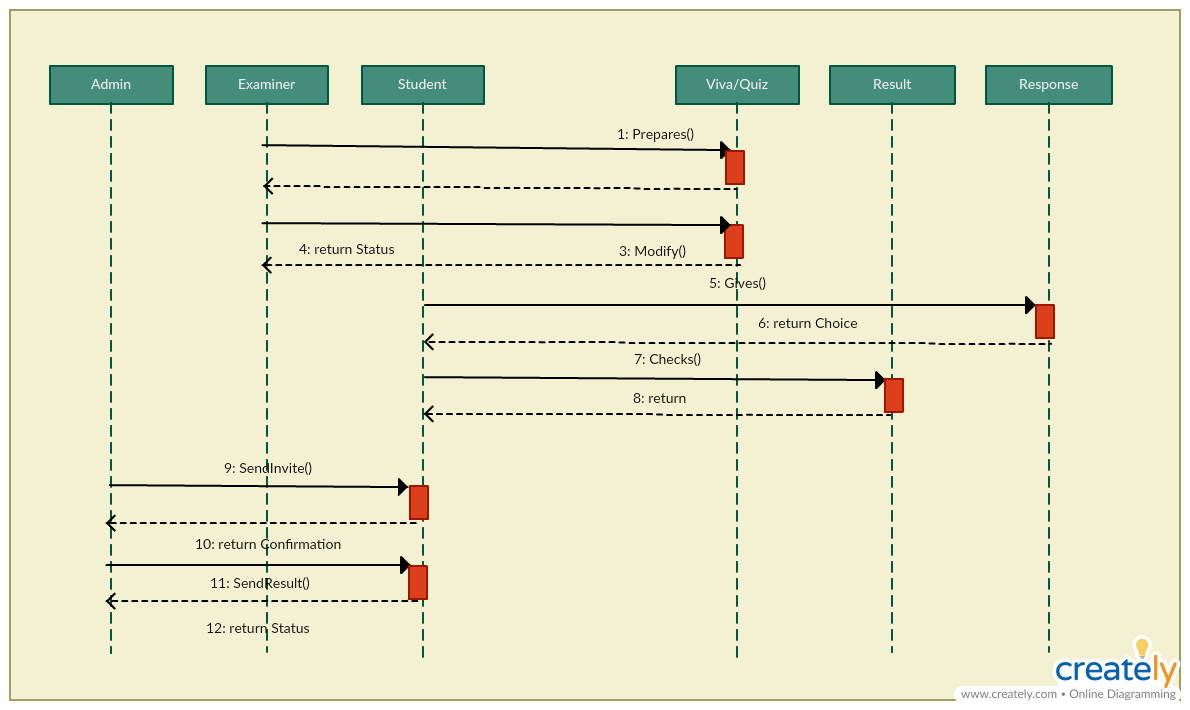 Admin
Examiner
Student
Viva/Quiz
Result
Response
1: Prepares()
4: return Status
3: Modify()
5: Gives()
6: return Choice
7: Checks()
8: return
9: SendInvite()
10: return Confirmation
11: SendResult()
12: return Status
creately
www.creately.com • Online Diagramming